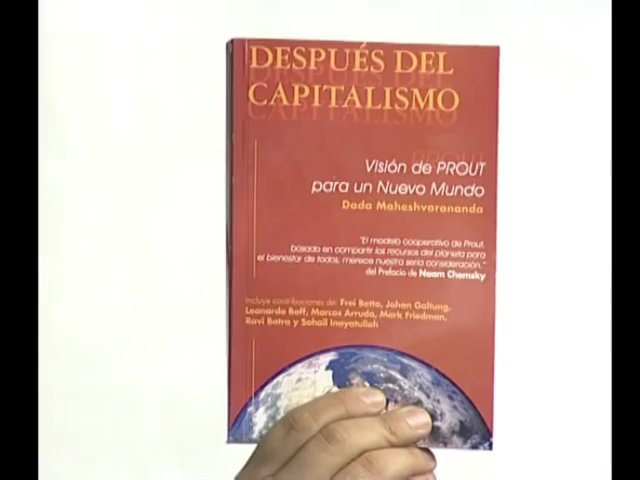 DESPUÉS DEL
CAPITALISMO
Visión de PROUT
para un Nuevo Mundo
Dada Maheshvarananda
"El modelo cooperativo de Prout,
basado en compartir los recursos del planeta para
el bienestar de todos, merece nuestra seria consideración."
del Prefacio de Noam Chomsky
Incluye contribuciones de: Frei Betto, Johan Galtung,
Leonardo Boff, Marcos Arruda, Mark Friedman,
Ravi Batra y Sohail Inayatullah